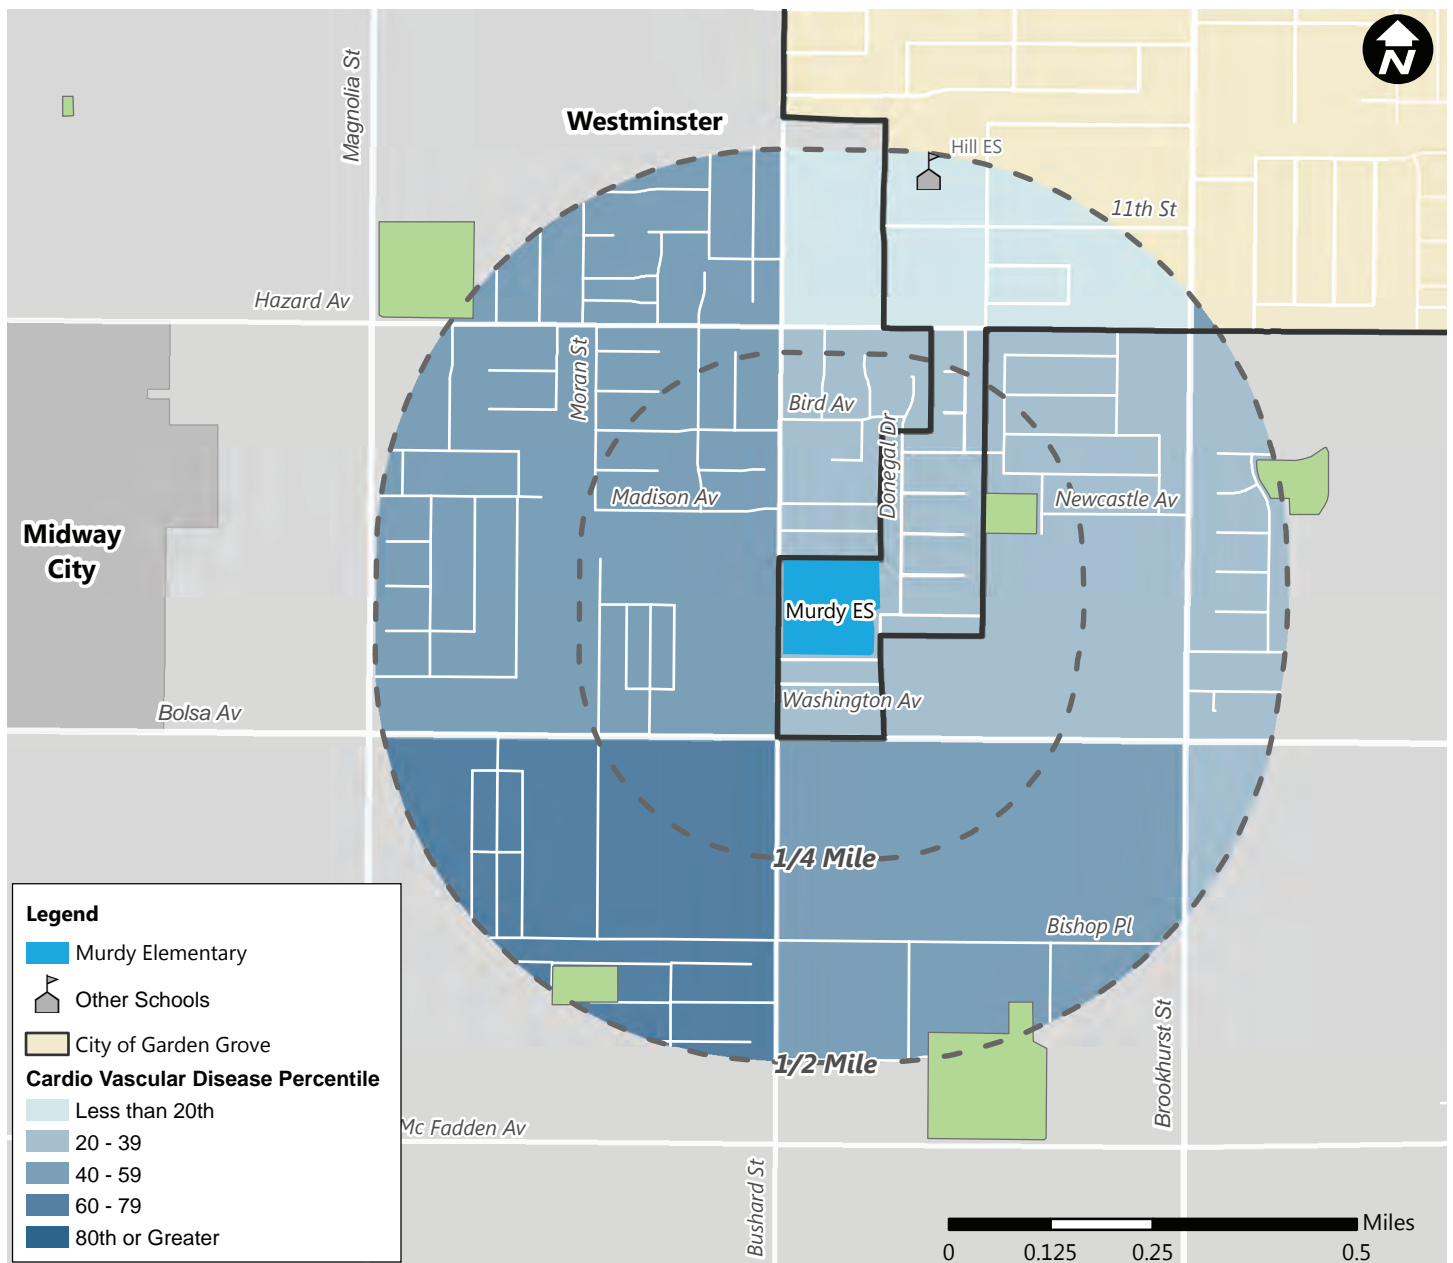 N
Magnolia St
Westminster
Hill ES
11th St
Hazard Av
Moran St
Bird Av
Donegal Dr
Madison Av
Newcastle Av
Midway
City
Murdy ES
Washington Av
Bolsa Av
1/4 Mile
Bishop Pl
1/2 Mile
Brookhurst St
Mc Fadden Av
Bushard St
Legend
Murdy Elementary
Other Schools
City of Garden Grove
Cardio Vascular Disease Percentile
Less than 20th
20 - 39
40 - 59
60 - 79
80th or Greater
Miles
0 0.125 0.25 0.5